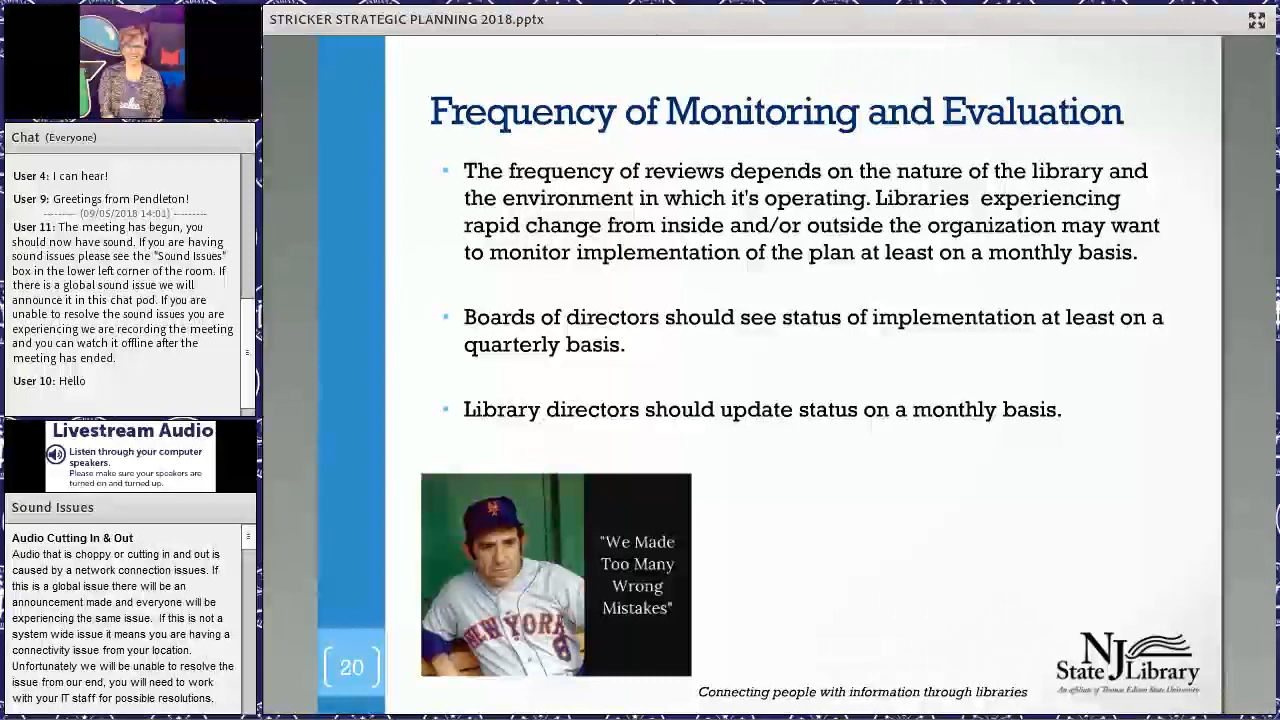 STRICKER STRATEGIC PLANNING 2018.pptx
Chat (Everyone)
User 4: I can hear!
User 9: Greetings from Pendleton!
--------- (09/05/2018 14:01) ---------
User 11: The meeting has begun, you
should now have sound. If you are having
sound issues please see the "Sound Issues"
box in the lower left corner of the room. If
there is a global sound issue we will
announce it in this chat pod. If you are
unable to resolve the sound issues you are
experiencing we are recording the meeting
and you can watch it offline after the
meeting has ended.
User 10: Hello
Livestream Audio
Listen through your computer
speakers.
Please make sure your speakers are
turned on and turned up.
Sound Issues
Audio Cutting In & Out
Audio that is choppy or cutting in and out is
caused by a network connection issues. If
this is a global issue there will be an
announcement made and everyone will be
experiencing the same issue. If this is not a
system wide issue it means you are having a
connectivity issue from your location.
Unfortunately we will be unable to resolve the
issue from our end, you will need to work
with your IT staff for possible resolutions.
Frequency of Monitoring and Evaluation
The frequency of reviews depends on the nature of the library and
the environment in which it's operating. Libraries experiencing
rapid change from inside and/or outside the organization may want
to monitor implementation of the plan at least on a monthly basis.
Boards of directors should see status of implementation at least on a
quarterly basis.
Library directors should update status on a monthly basis.
NEW YORK
8
"We Made
Too Many
Wrong
Mistakes"
20
Connecting people with information through libraries
NJ
State Library
An affiliate of Thomas Edison State University